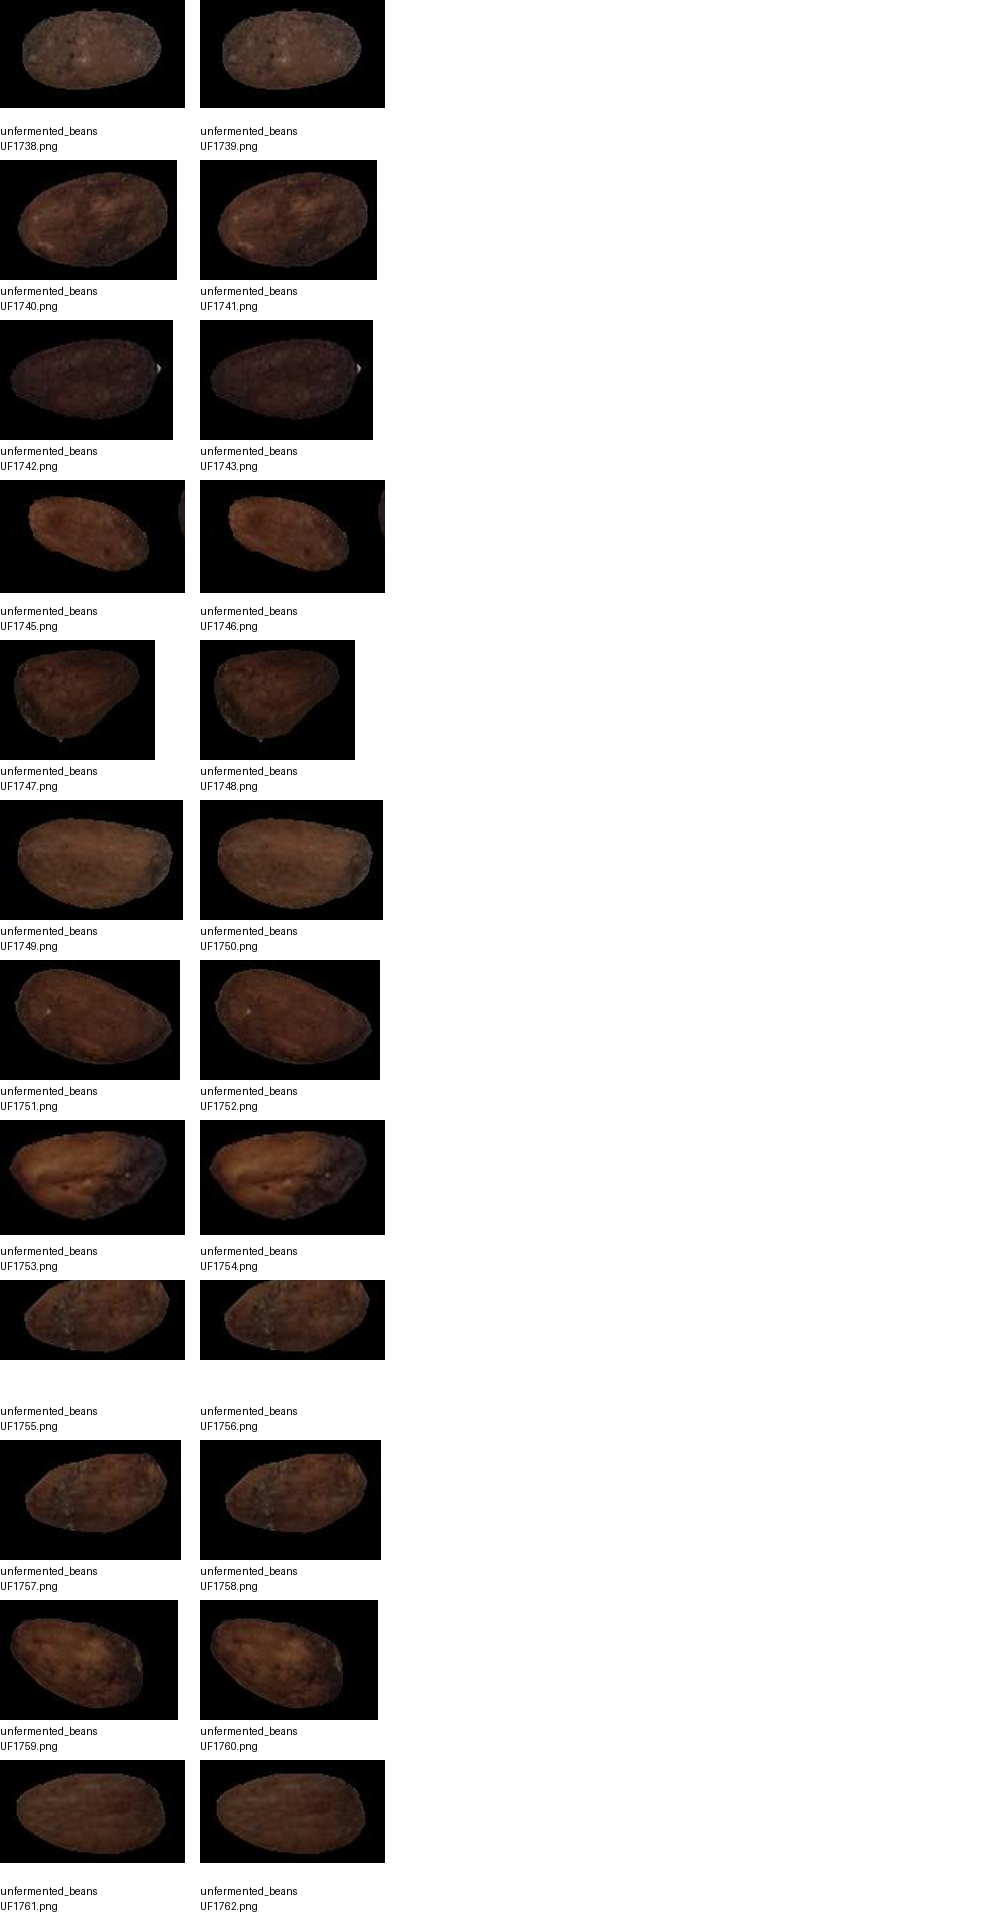 unfermented_beans unfermented_beans
UF1738.png UF1739.png
unfermented_beans unfermented_beans
UF1740.png UF1741.png
unfermented_beans unfermented_beans
UF1742.png UF1743.png
unfermented_beans unfermented_beans
UF1745.png UF1746.png
unfermented_beans unfermented_beans
UF1747.png UF1748.png
unfermented_beans unfermented_beans
UF1749.png UF1750.png
unfermented_beans unfermented_beans
UF1751.png UF1752.png
unfermented_beans unfermented_beans
UF1753.png UF1754.png
unfermented_beans unfermented_beans
UF1755.png UF1756.png
unfermented_beans unfermented_beans
UF1757.png UF1758.png
unfermented_beans unfermented_beans
UF1759.png UF1760.png
unfermented_beans unfermented_beans
UF1761.png UF1762.png